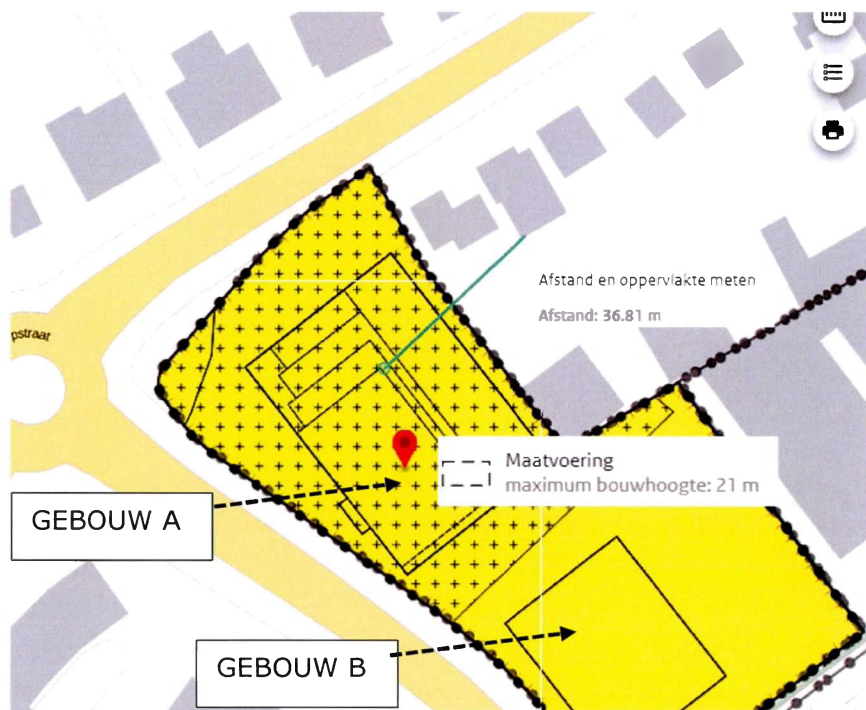 Afstand en oppervlakte meten
Afstand: 36.81 m
pstraat
Maatvoering
maximum bouwhoogte: 21 m
GEBOUW A
GEBOUW B